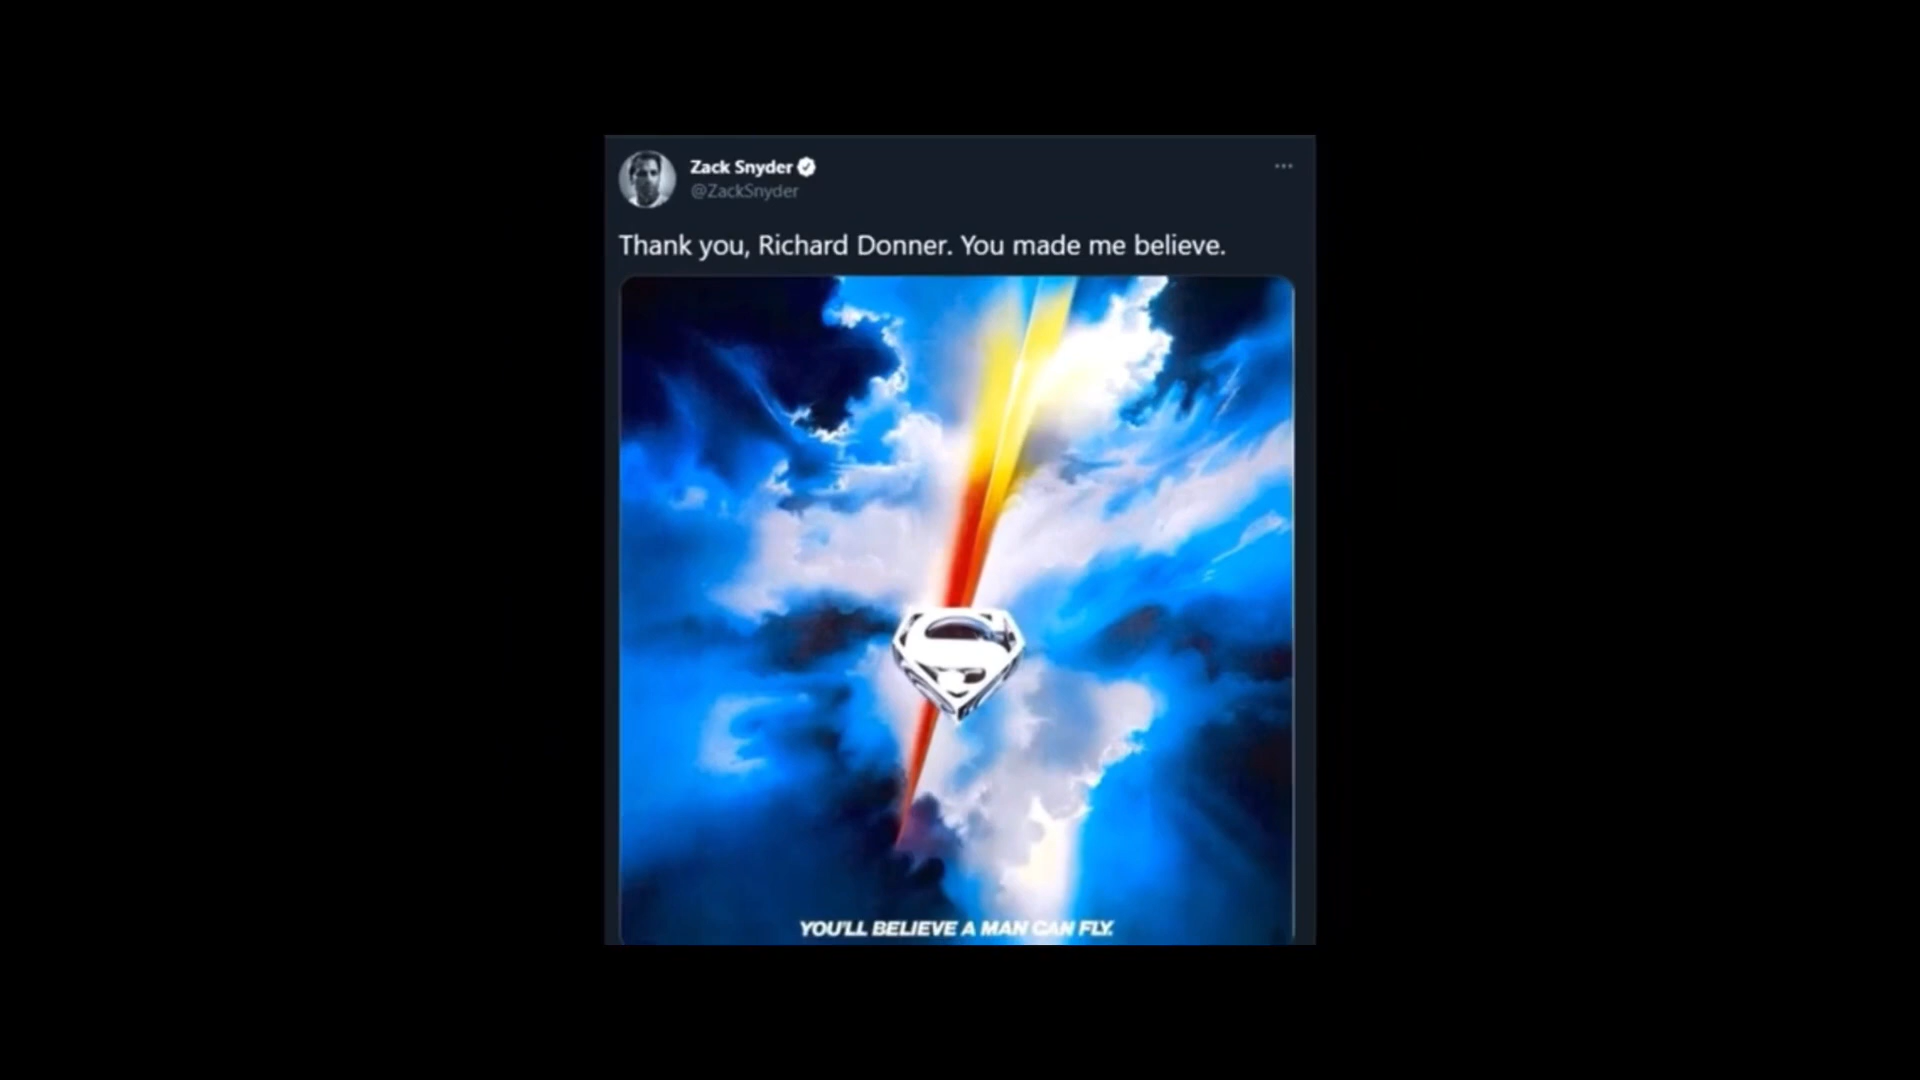 Zack Snyder
@ZackSnyder
Thank you, Richard Donner. You made me believe.
S
YOU'LL BELIEVE A MAN CAN FLY.